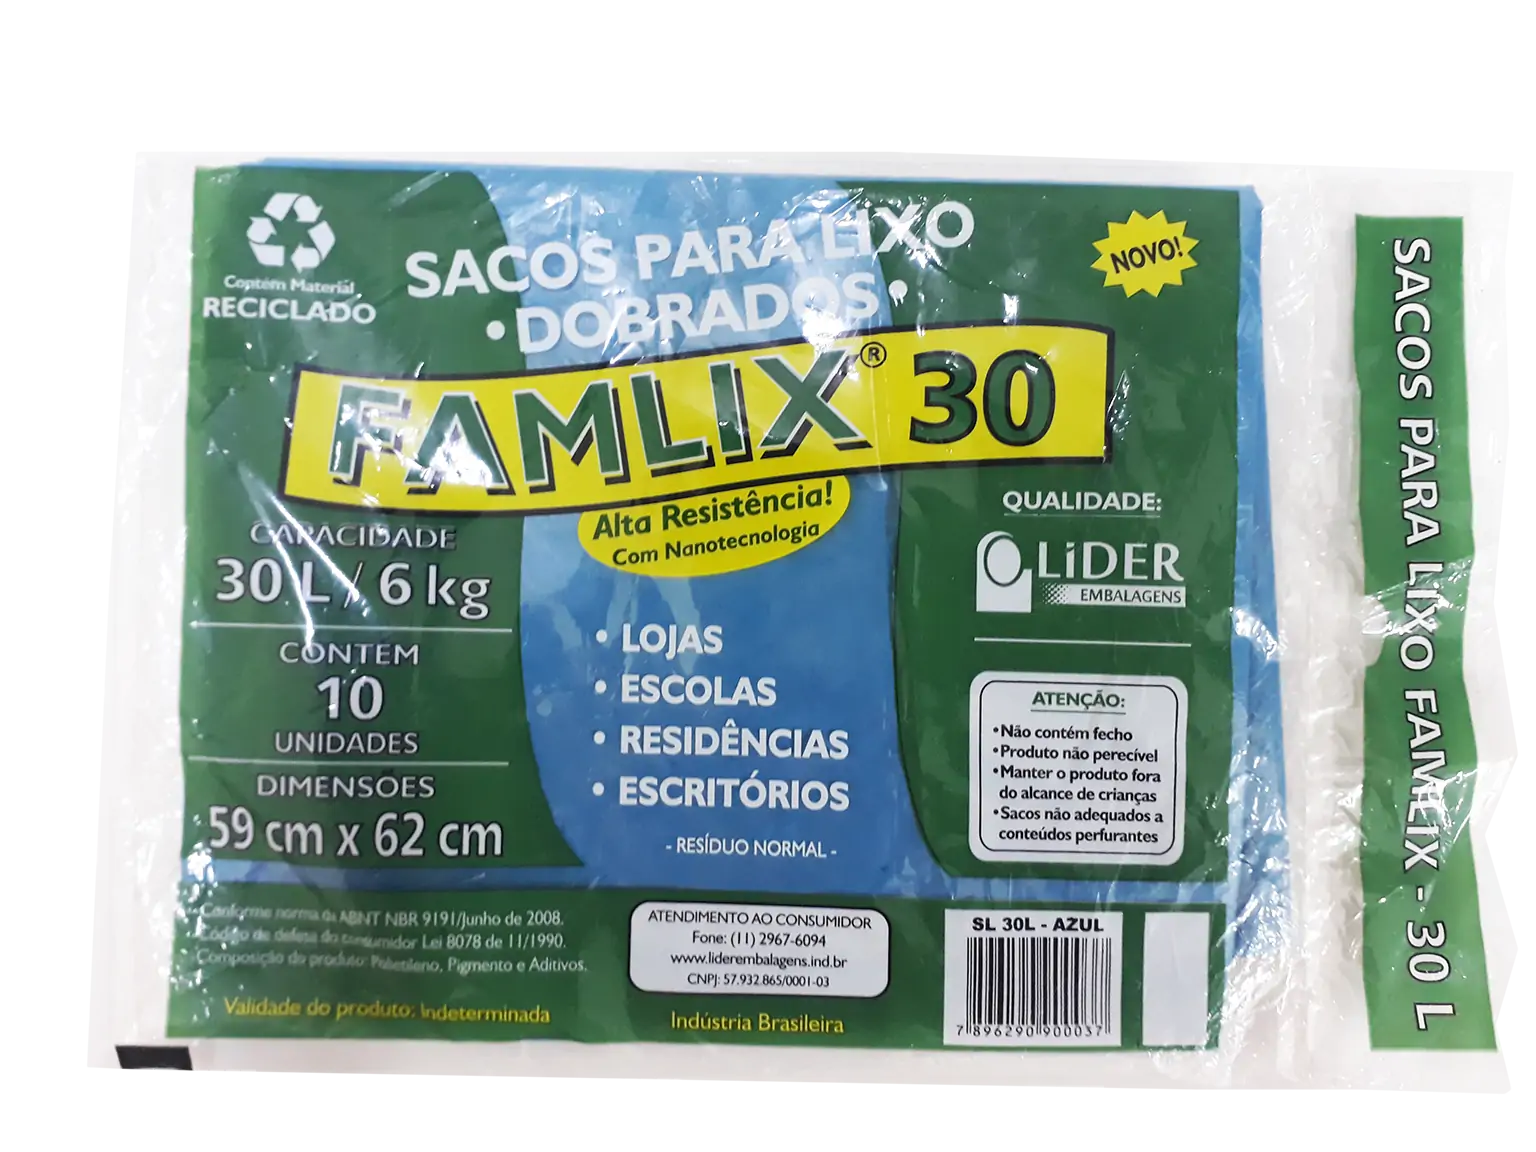 Contém Material
RECICLADO
SACOS PARA LIXO
• DOBRADOS •
NOVO!
FAMLIX® 30
Alta Resistência!
Com Nanotecnologia
CAPACIDADE
30 L / 6 kg
CONTEM
10
UNIDADES
DIMENSÕES
59 cm x 62 cm
• LOJAS
• ESCOLAS
• RESIDÊNCIAS
• ESCRITÓRIOS
- RESÍDUO NORMAL -
QUALIDADE:
LíDER
EMBALAGENS
ATENÇÃO:
•Não contém fecho
•Produto não perecível
•Manter o produto fora
do alcance de crianças
•Sacos não adequados a
conteúdos perfurantes
Conforme norma da ABNT NBR 9191/Junho de 2008.
Código de defesa do consumidor Lei 8078 de 11/1990.
Composição do produto: Polietileno, Pigmento e Aditivos.
Validade do produto: Indeterminada
ATENDIMENTO AO CONSUMIDOR
Fone: (11) 2967-6094
www.liderembalagens.ind.br
CNPJ: 57.932.865/0001-03
Indústria Brasileira
SL 30L - AZUL
7 896290 900037
SACOS PARA LIXO FAMLIX - 30 L